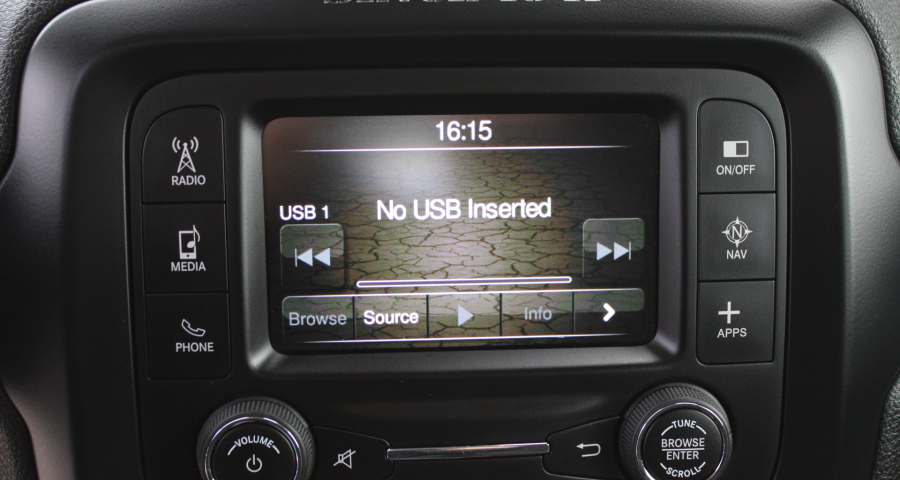 16:15
RADIO
ON/OFF
USB 1
No USB Inserted
MEDIA
N
NAV
Browse
Source
Info
PHONE
APPS
VOLUME
TUNE
BROWSE
ENTER
SCROLL